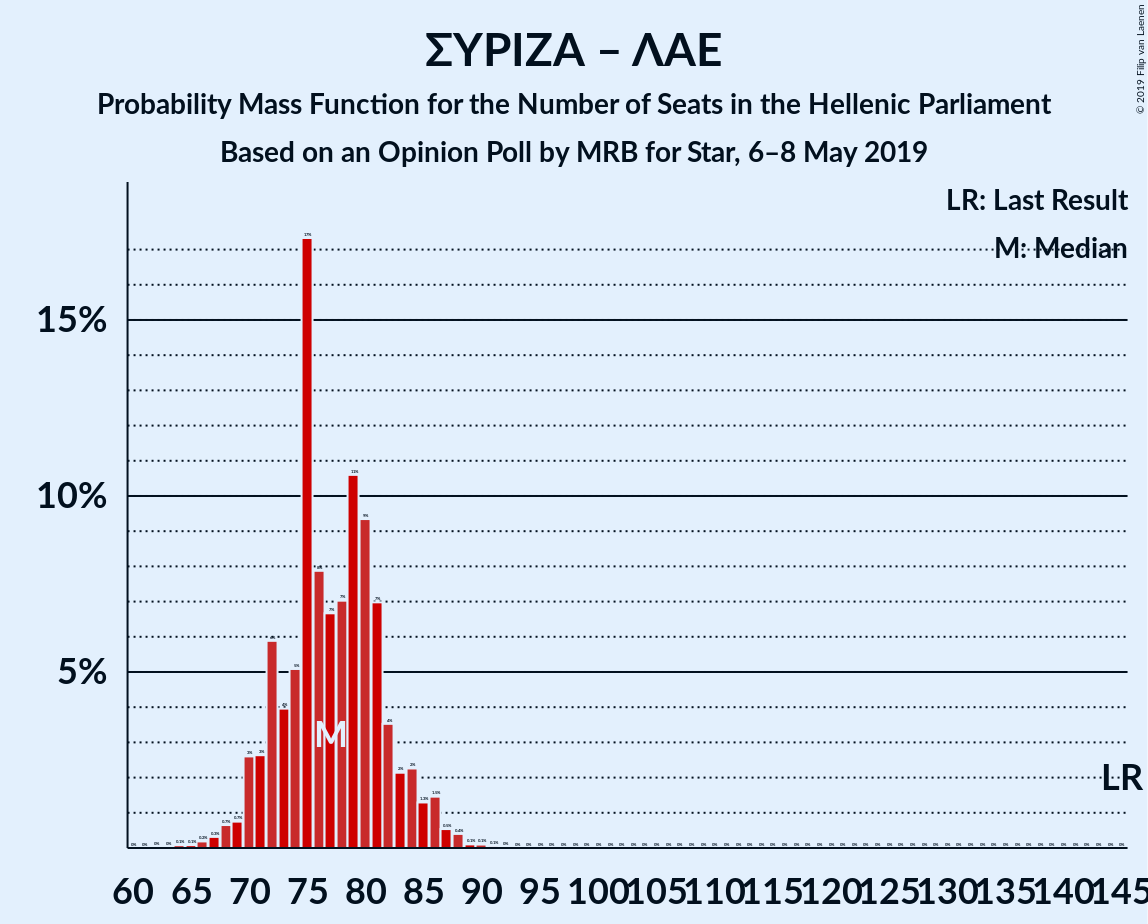 ΣΥΡΙΖΑ – ΛΑΕ
Probability Mass Function for the Number of Seats in the Hellenic Parliament
Based on an Opinion Poll by MRB for Star, 6–8 May 2019
© 2019 Filip van Laenen
LR: Last Result
M: Median
15%
10%
5%
M
LR
60 65 70 75 80 85 90 95 100 105 110 115 120 125 130 135 140 145